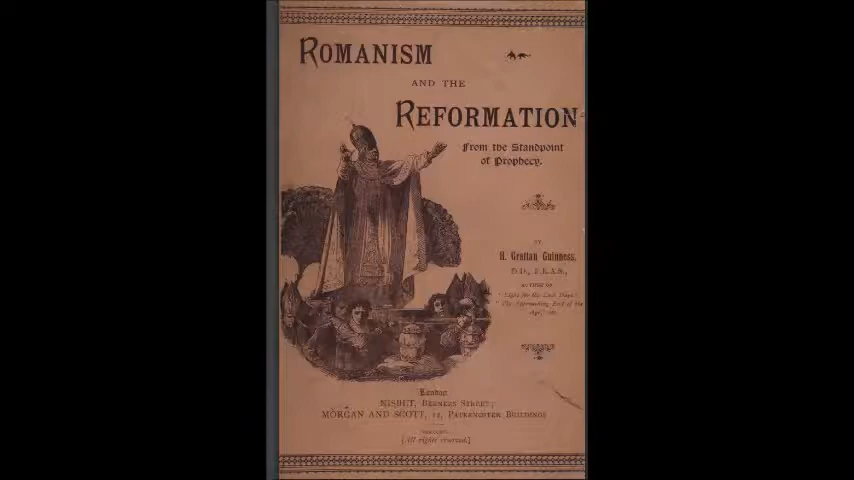 ROMANISM
AND THE
REFORMATION
From the Standpoint
of Prophecy.
BY
H. Grattan Guinness,
F.R.A.S.,
AUTHOR OF
"Light for the Last Days,"
"The Approaching End of the
Age," etc.
London
NISBET, BERNERS STREET;
MORGAN AND SCOTT, 12, PATERNOSTER BUILDINGS
[All rights reserved.]